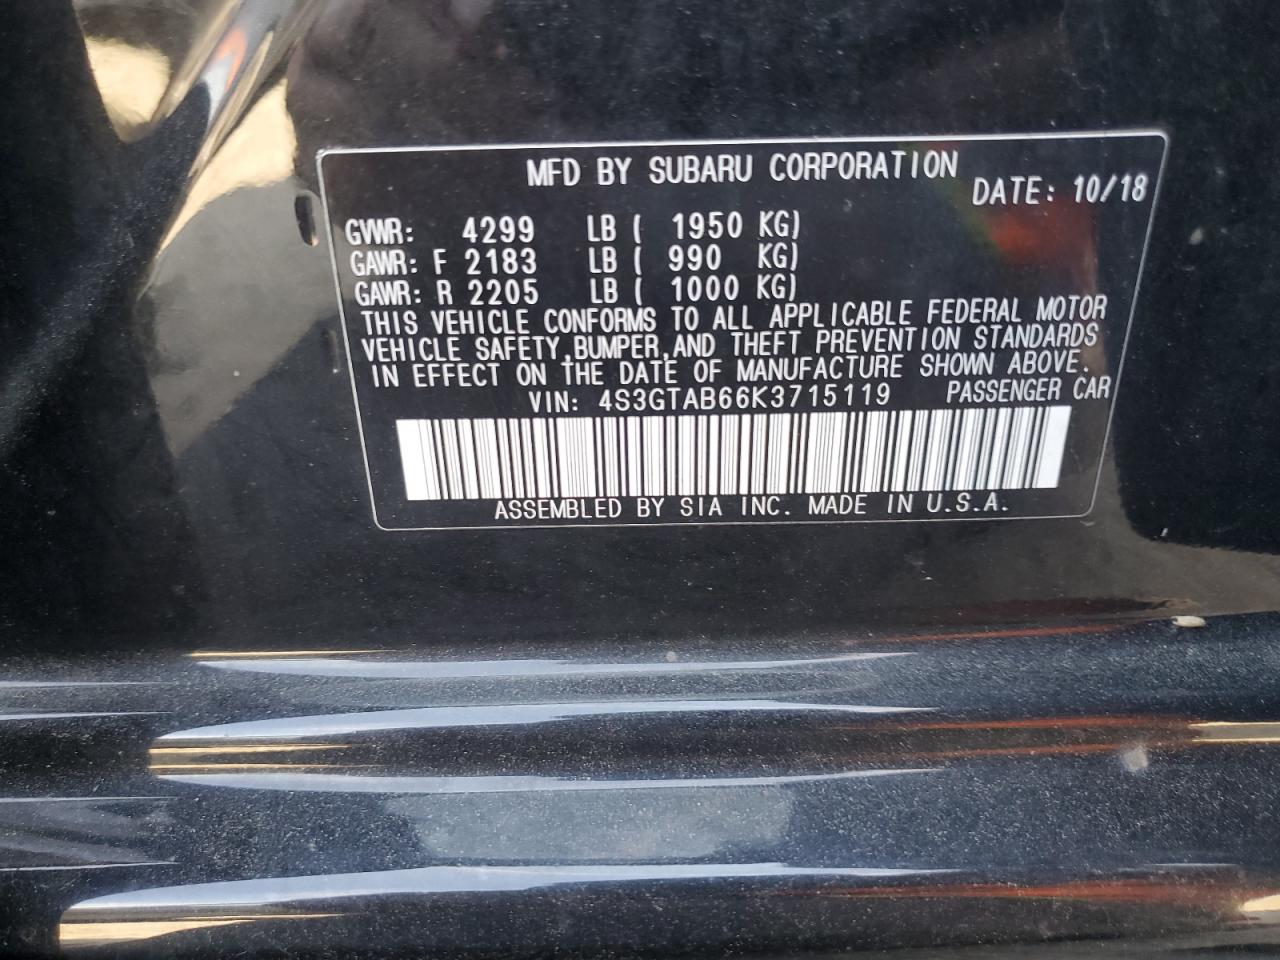 MFD BY SUBARU CORPORATION
DATE: 10/18
GVWR: 4299 LB ( 1950 KG)
GAWR: F 2183 LB ( 990 KG)
GAWR: R 2205 LB ( 1000 KG)
THIS VEHICLE CONFORMS TO ALL APPLICABLE FEDERAL MOTOR
VEHICLE SAFETY,BUMPER,AND THEFT PREVENTION STANDARDS
IN EFFECT ON THE DATE OF MANUFACTURE SHOWN ABOVE.
VIN: 4S3GTAB66K3715119 PASSENGER CAR
ASSEMBLED BY SIA INC. MADE IN U.S.A.